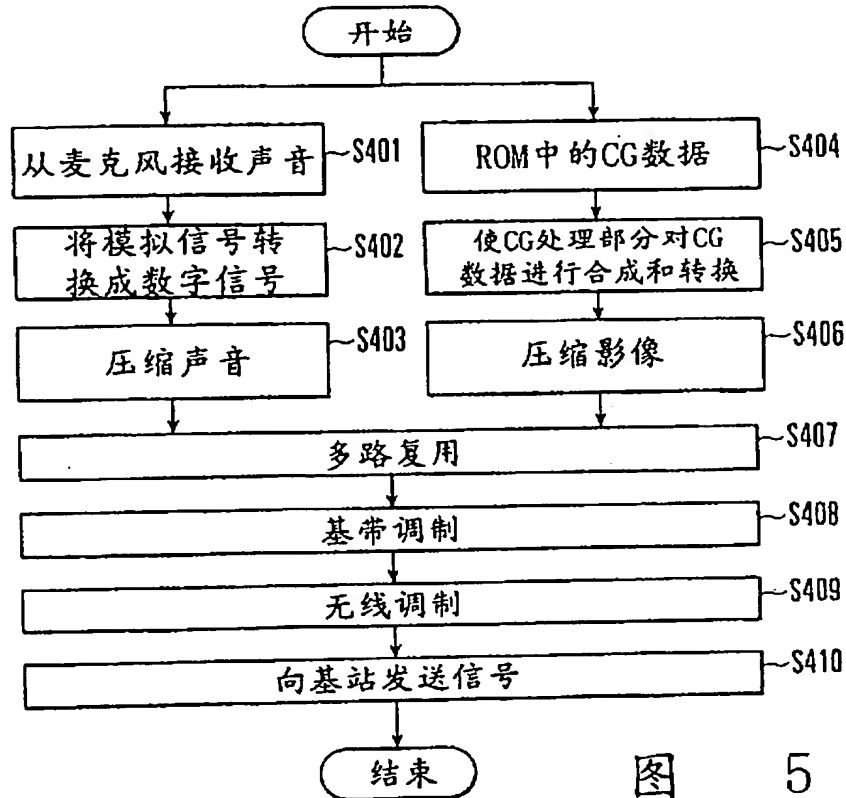 开始
从麦克风接收声音
S401
ROM中的CG数据
S404
将模拟信号转
换成数字信号
S402
使CG处理部分对CG
数据进行合成和转换
S405
压缩声音
S403
压缩影像
S406
多路复用
S407
基带调制
S408
无线调制
S409
向基站发送信号
S410
结束
图 5